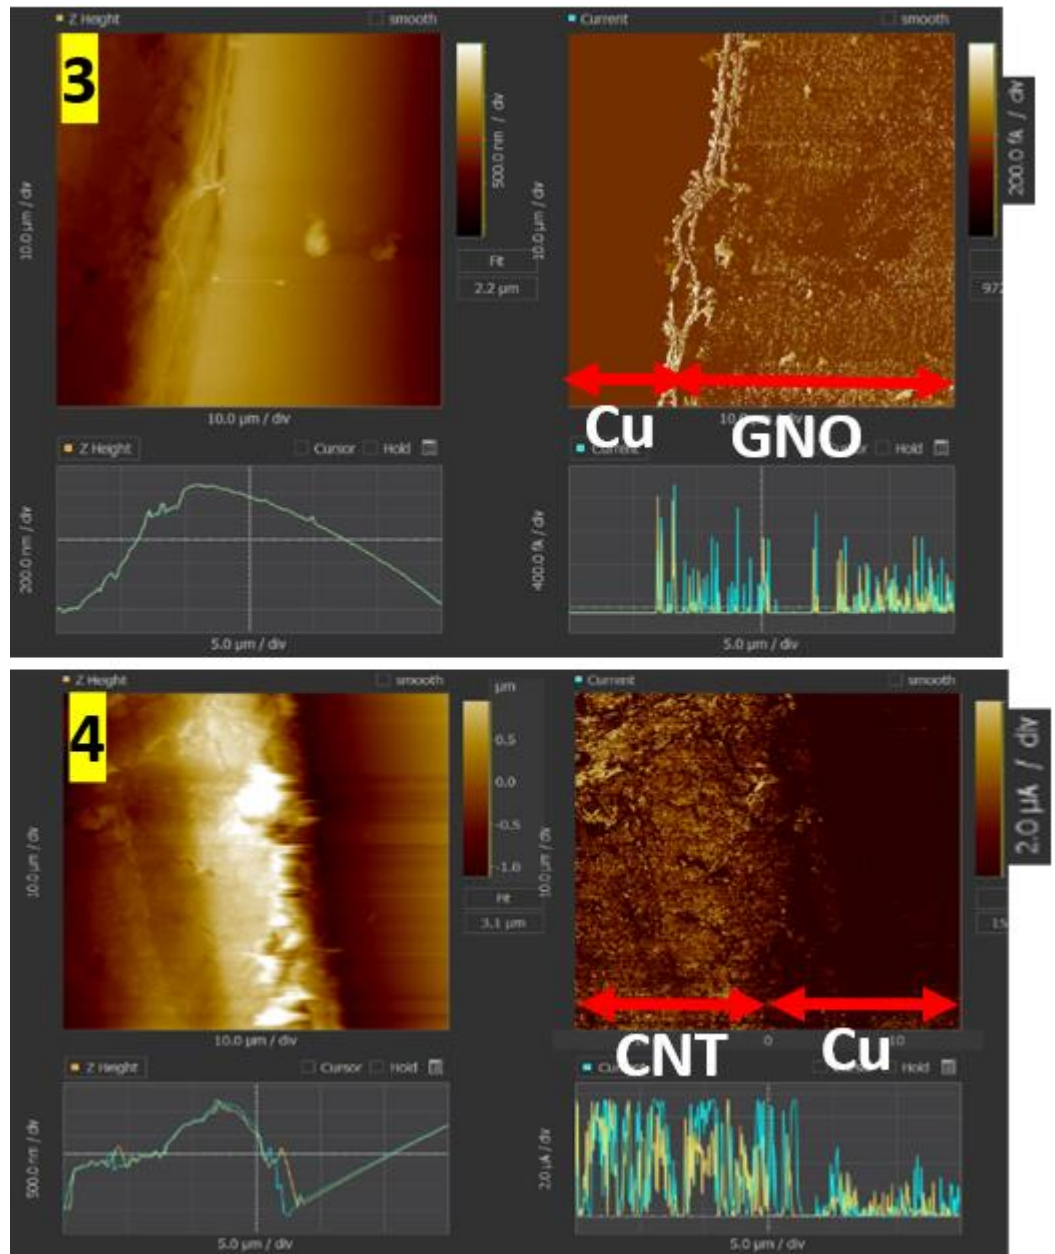 Z Height
smooth
Current
smooth
3
10.0 µm / div
500.0 nm / div
Fit
2.2 µm
10.0 µm / div
10.0 µm / div
200.0 fA / div
972
Cu
GNO
Z Height
Cursor
Hold
Hold
200.0 nm / div
5.0 µm / div
400.0 fA / div
5.0 µm / div
Z Height
smooth
Current
smooth
4
µm
0.5
0.0
-0.5
-1.0
10.0 µm / div
Fit
3.1 µm
10.0 µm / div
10.0 µm / div
2.0 µA / div
15
CNT
0
Cu
10
Z Height
Cursor
Hold
Hold
500.0 nm / div
5.0 µm / div
2.0 µA / div
5.0 µm / div